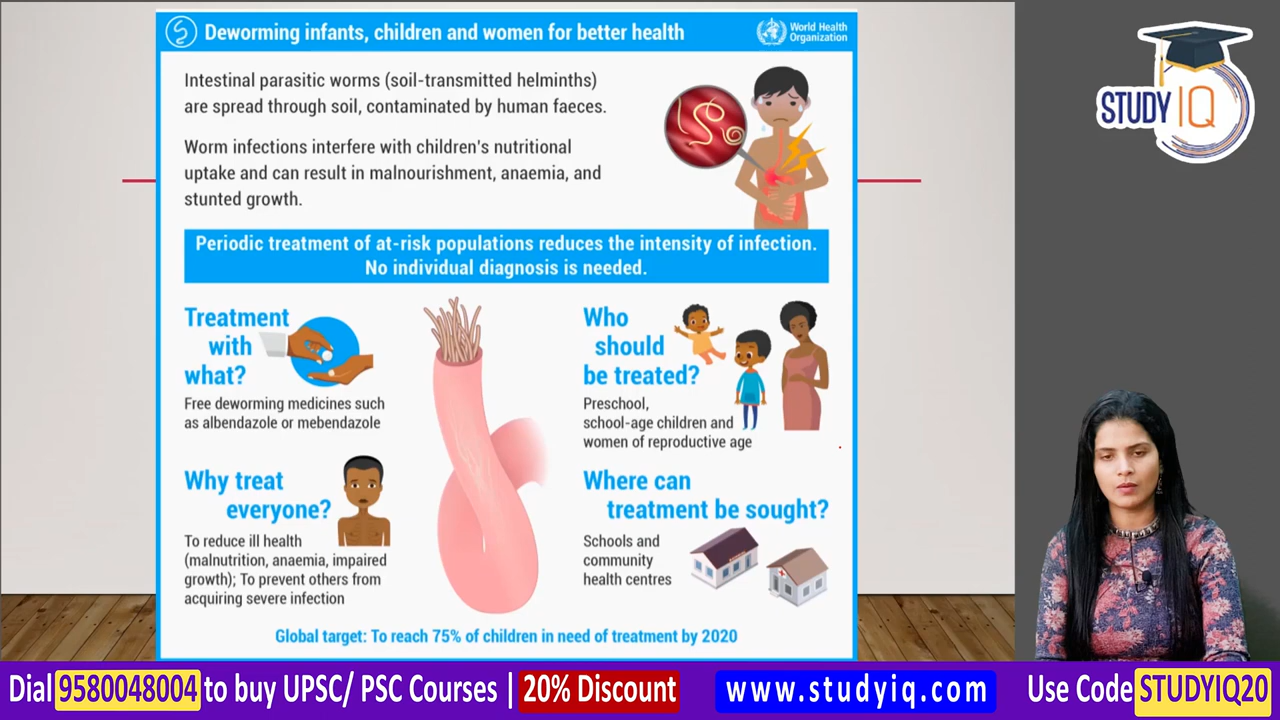 Deworming infants, children and women for better health
World Health
Organization
Intestinal parasitic worms (soil-transmitted helminths)
are spread through soil, contaminated by human faeces.
Worm infections interfere with children's nutritional
uptake and can result in malnourishment, anaemia, and
stunted growth.
Periodic treatment of at-risk populations reduces the intensity of infection.
No individual diagnosis is needed.
Treatment
with
what?
Free deworming medicines such
as albendazole or mebendazole
Who
should
be treated?
Preschool,
school-age children and
women of reproductive age
Why treat
everyone?
To reduce ill health
(malnutrition, anaemia, impaired
growth); To prevent others from
acquiring severe infection
Where can
treatment be sought?
Schools and
community
health centres
Global target: To reach 75% of children in need of treatment by 2020
STUDY IQ
Dial 9580048004 to buy UPSC/ PSC Courses | 20% Discount
www.studyiq.com
Use Code STUDYIQ20